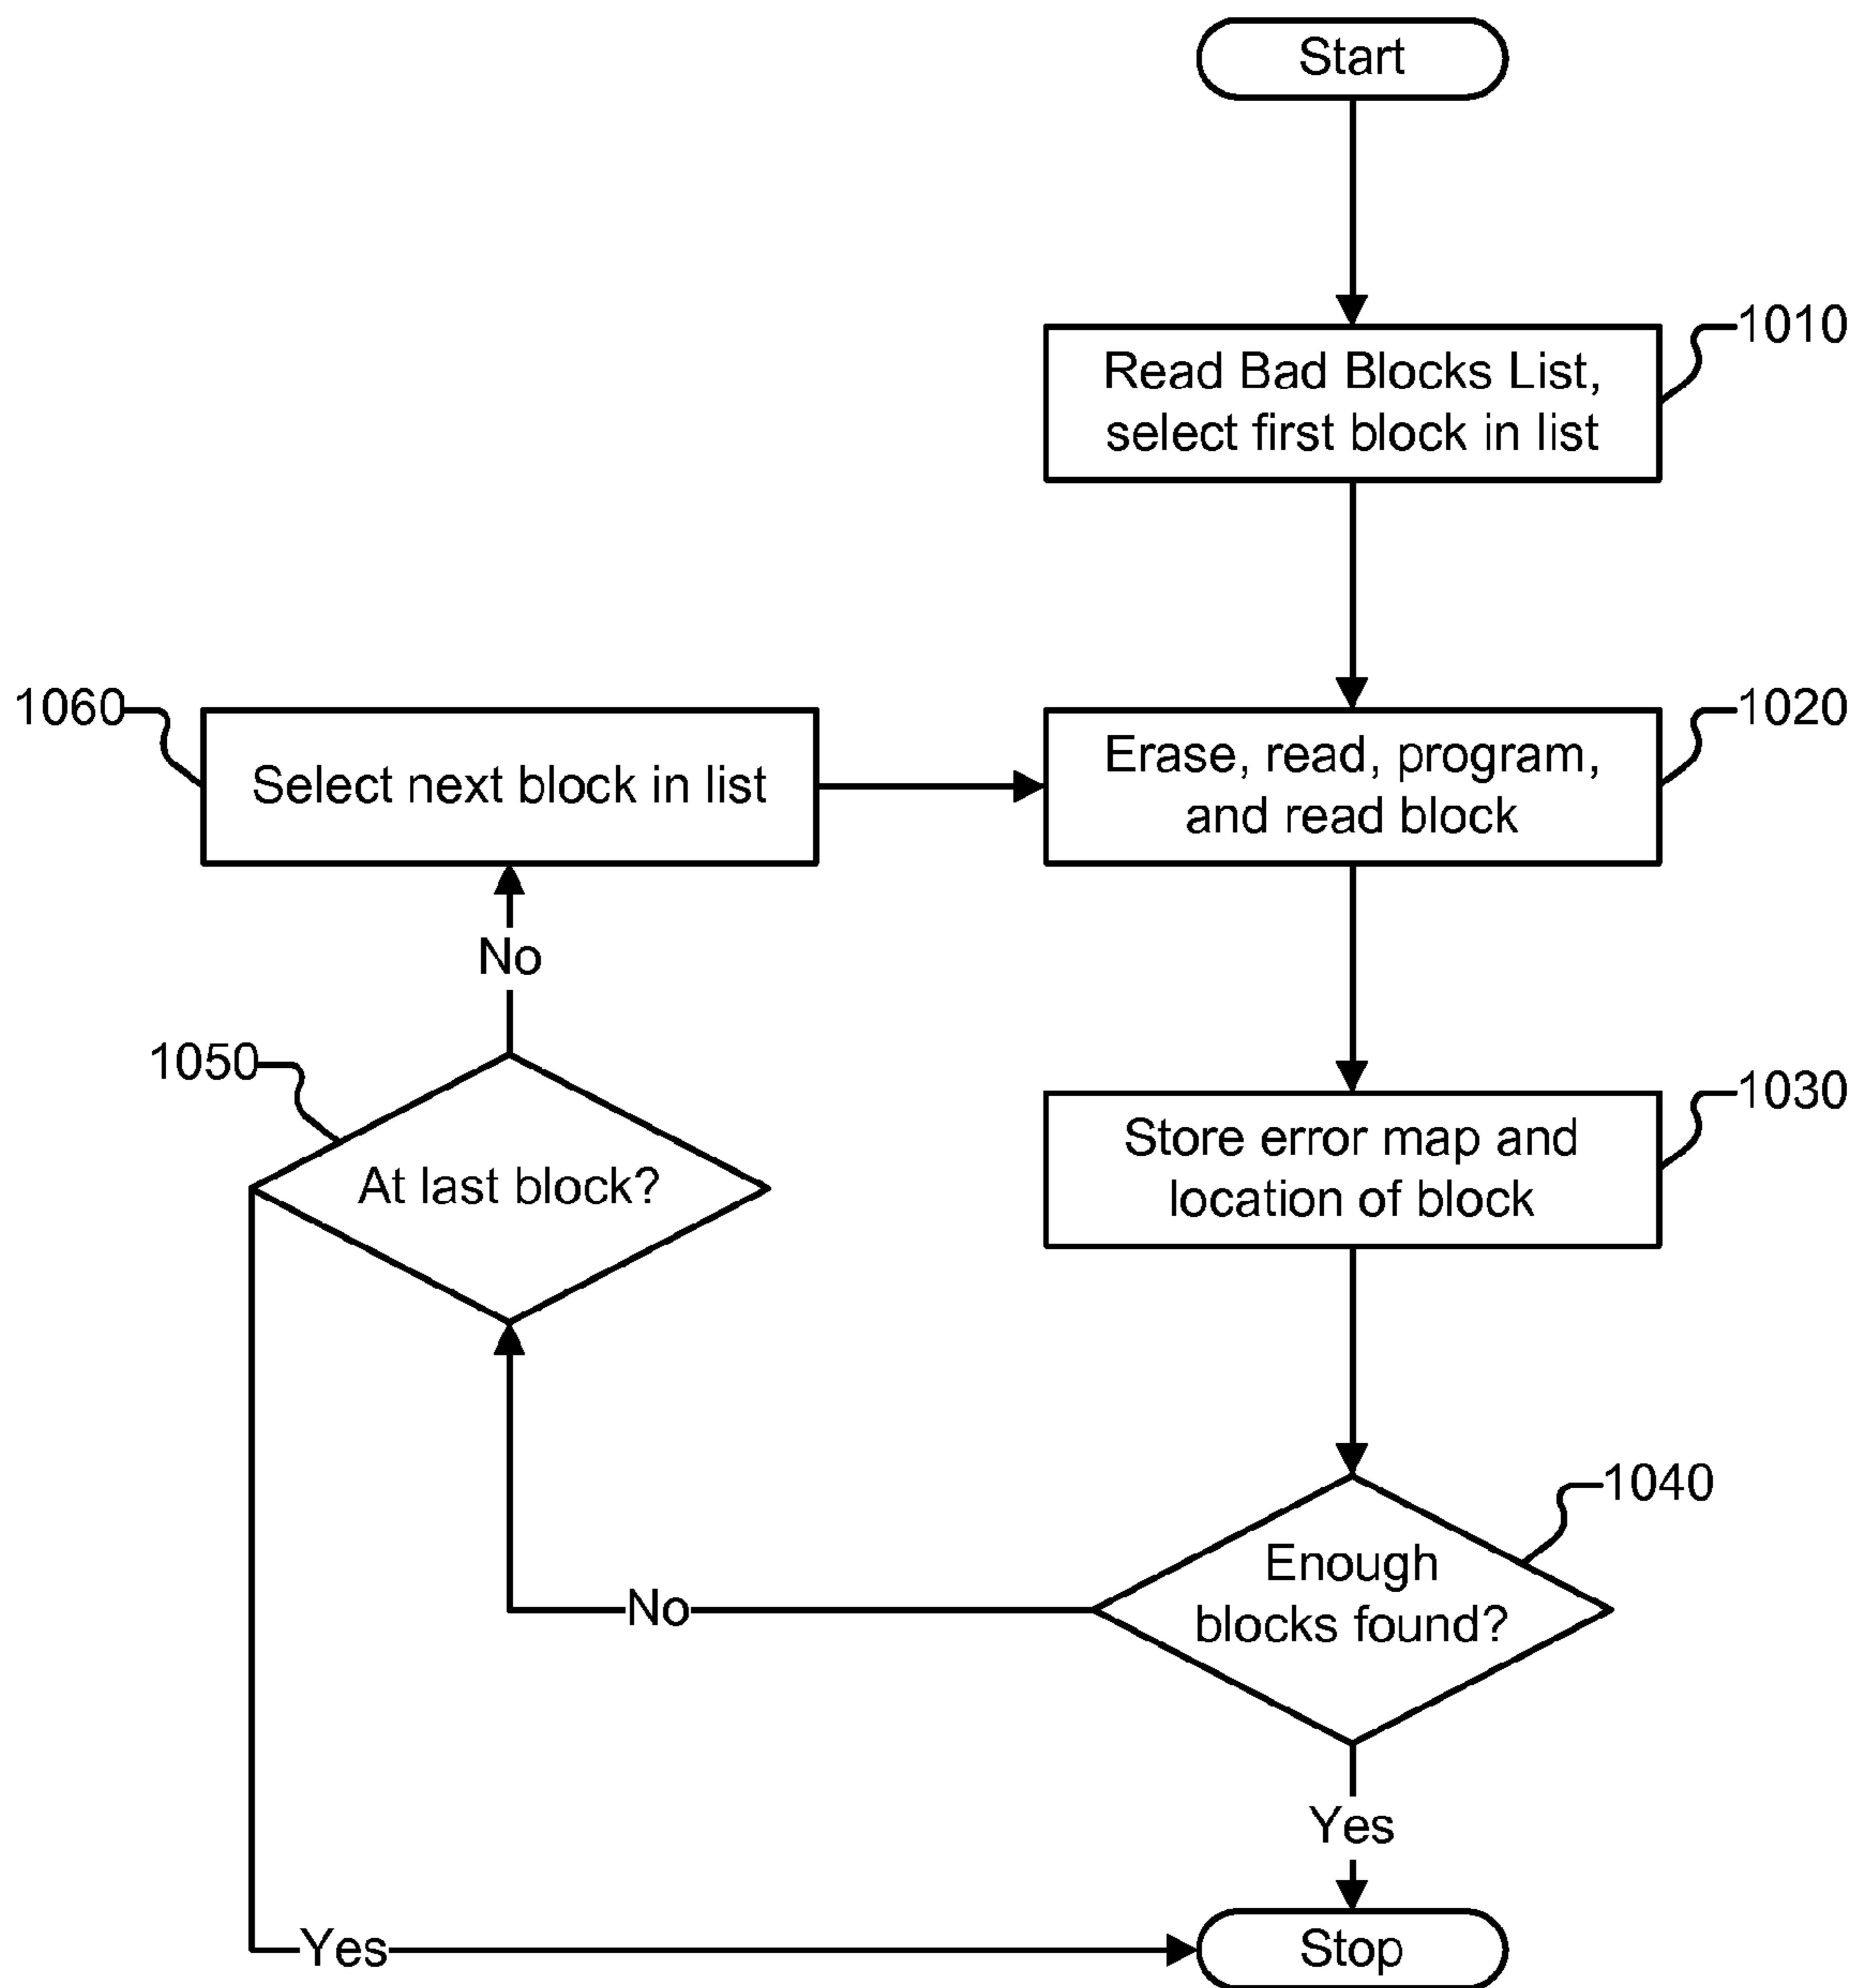 Start
1010
Read Bad Blocks List,
select first block in list
1060
Select next block in list
1020
Erase, read, program,
and read block
No
1050
At last block?
1030
Store error map and
location of block
1040
Enough
blocks found?
No
Yes
Yes
Stop